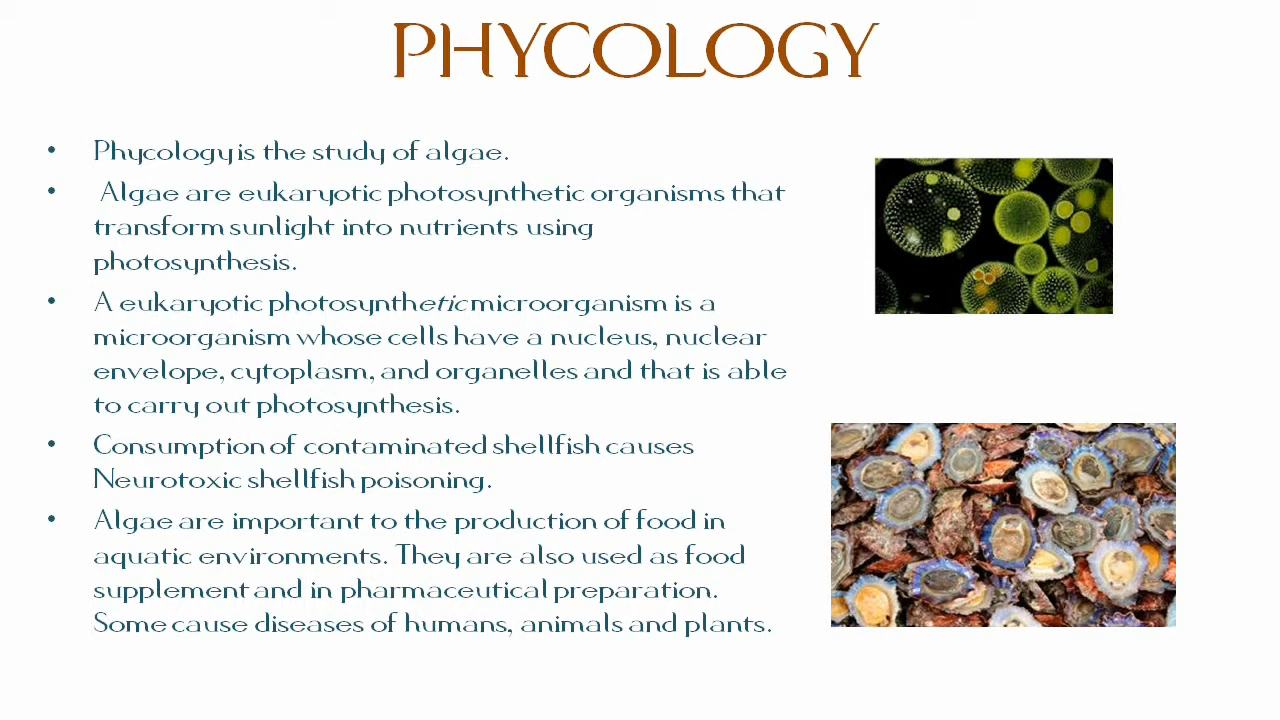 PHYCOLOGY
• Phycology is the study of algae.
• Algae are eukaryotic photosynthetic organisms that
transform sunlight into nutrients using
photosynthesis.
• A eukaryotic photosynthetic microorganism is a
microorganism whose cells have a nucleus, nuclear
envelope, cytoplasm, and organelles and that is able
to carry out photosynthesis.
• Consumption of contaminated shellfish causes
Neurotoxic shellfish poisoning.
• Algae are important to the production of food in
aquatic environments. They are also used as food
supplement and in pharmaceutical preparation.
Some cause diseases of humans, animals and plants.